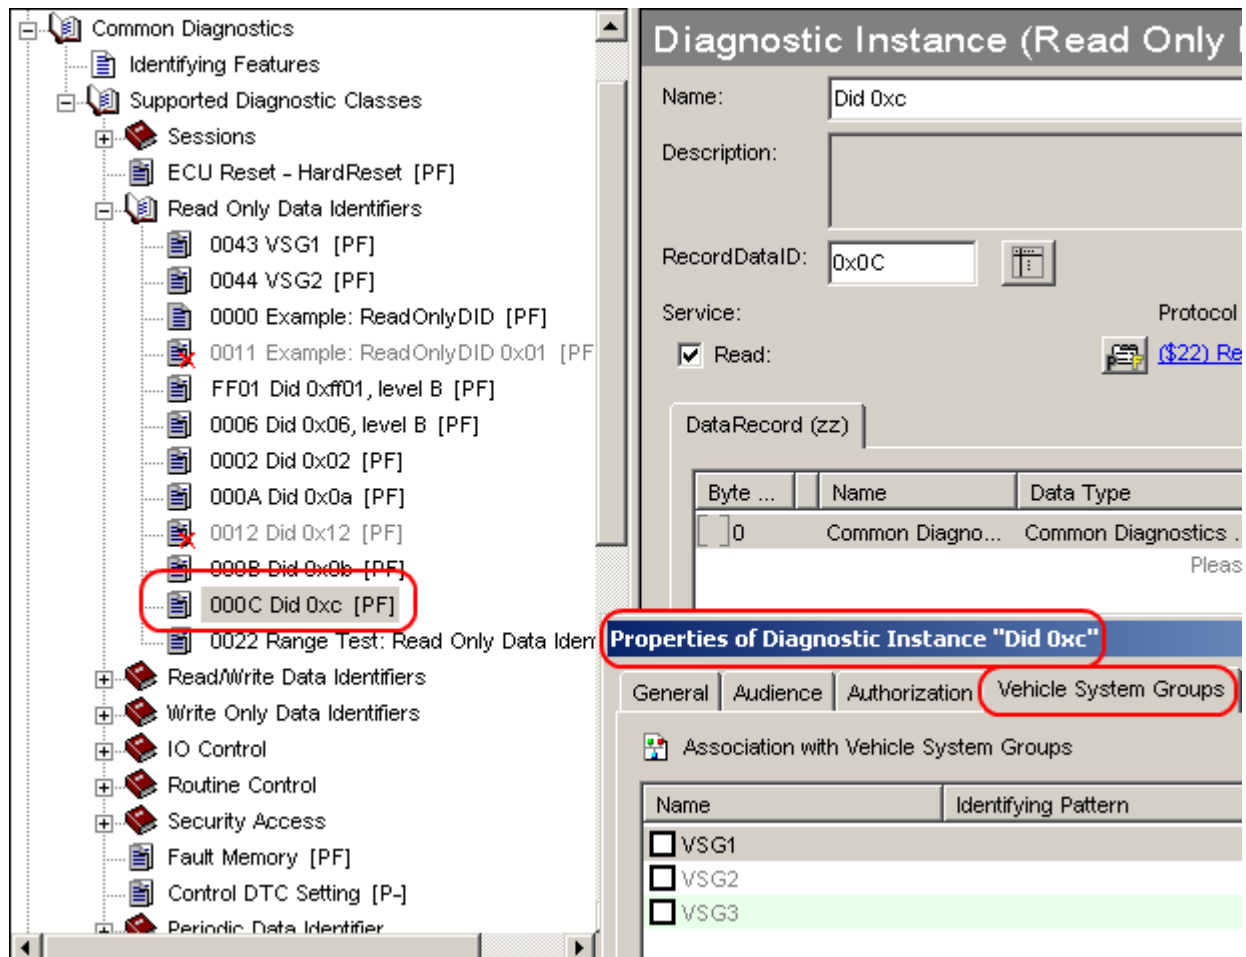 Common Diagnostics
Identifying Features
Supported Diagnostic Classes
Sessions
ECU Reset - HardReset [PF]
Read Only Data Identifiers
0043 VSG1 [PF]
0044 VSG2 [PF]
0000 Example: ReadOnlyDID [PF]
0011 Example: ReadOnlyDID 0x01 [PF
FF01 Did 0xff01, level B [PF]
0006 Did 0x06, level B [PF]
0002 Did 0x02 [PF]
000A Did 0x0a [PF]
0012 Did 0x12 [PF]
000B Did 0x0b [PF]
000C Did 0xc [PF]
0022 Range Test: Read Only Data Iden
Read/Write Data Identifiers
Write Only Data Identifiers
IO Control
Routine Control
Security Access
Fault Memory [PF]
Control DTC Setting [P-]
Periodic Data Identifier
Diagnostic Instance (Read Only
Name: Did 0xc
Description:
RecordDataID: 0x0C
Service: Protocol
Read: ($22) Re
DataRecord (zz)
Byte ... Name Data Type
0 Common Diagno... Common Diagnostics .
Pleas
Properties of Diagnostic Instance "Did 0xc"
General Audience Authorization Vehicle System Groups
Association with Vehicle System Groups
Name Identifying Pattern
VSG1
VSG2
VSG3